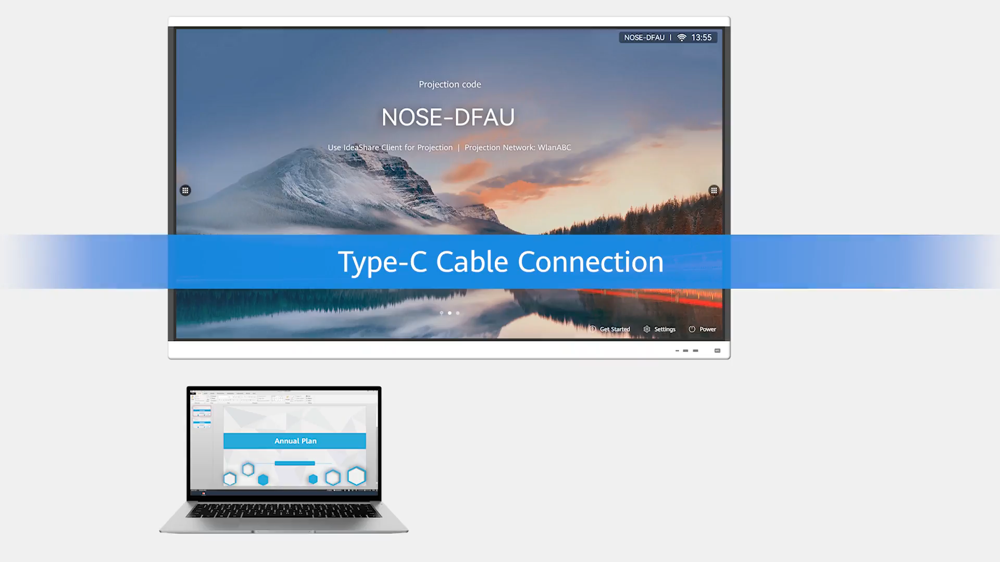 NOSE-DFAU | 13:55
Projection code
NOSE-DFAU
Use IdeaShare Client for Projection | Projection Network: WlanABC
Type-C Cable Connection
Get Started Settings Power
Annual Plan